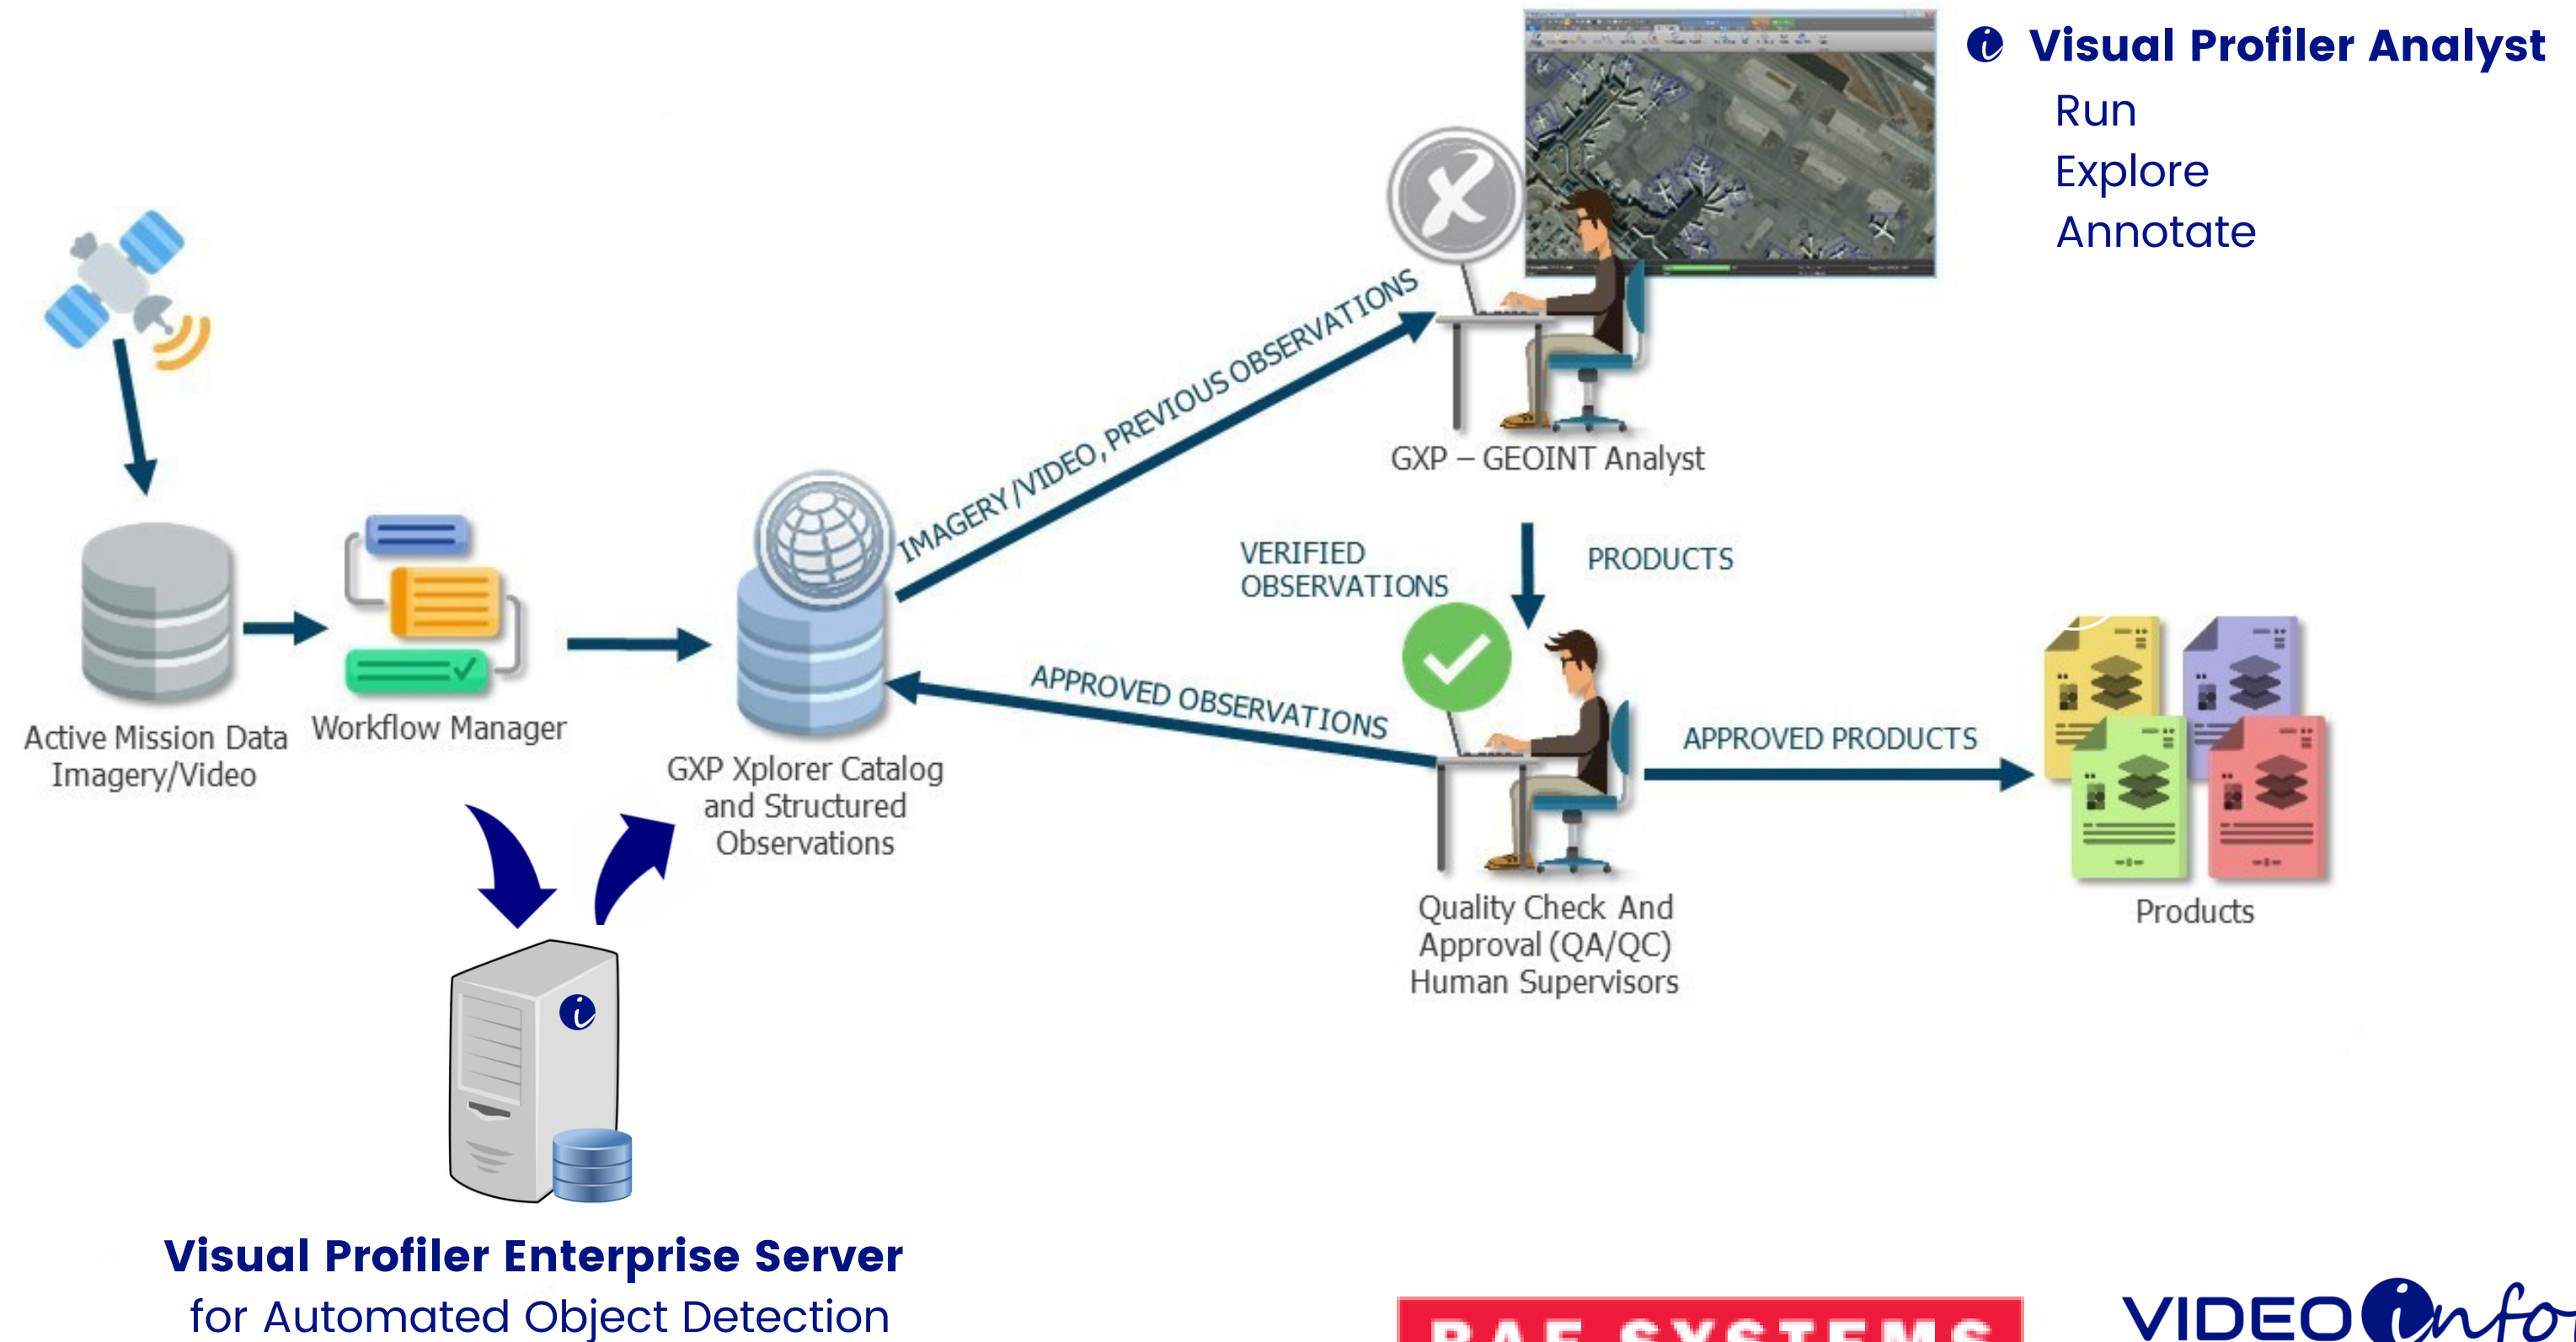 Visual Profiler Analyst
Run
Explore
Annotate
IMAGERY/VIDEO, PREVIOUS OBSERVATIONS
GXP – GEOINT Analyst
VERIFIED
OBSERVATIONS
PRODUCTS
Active Mission Data
Imagery/Video
Workflow Manager
GXP Xplorer Catalog
and Structured
Observations
APPROVED OBSERVATIONS
APPROVED PRODUCTS
Quality Check And
Approval (QA/QC)
Human Supervisors
Products
Visual Profiler Enterprise Server
for Automated Object Detection
BAE SYSTEMS
VIDEO info